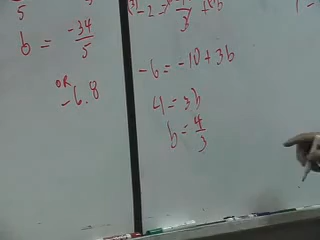 5
b = -34/5
OR
-6.8
-6 = -10 + 3b
4 = 3b
b = 4/3